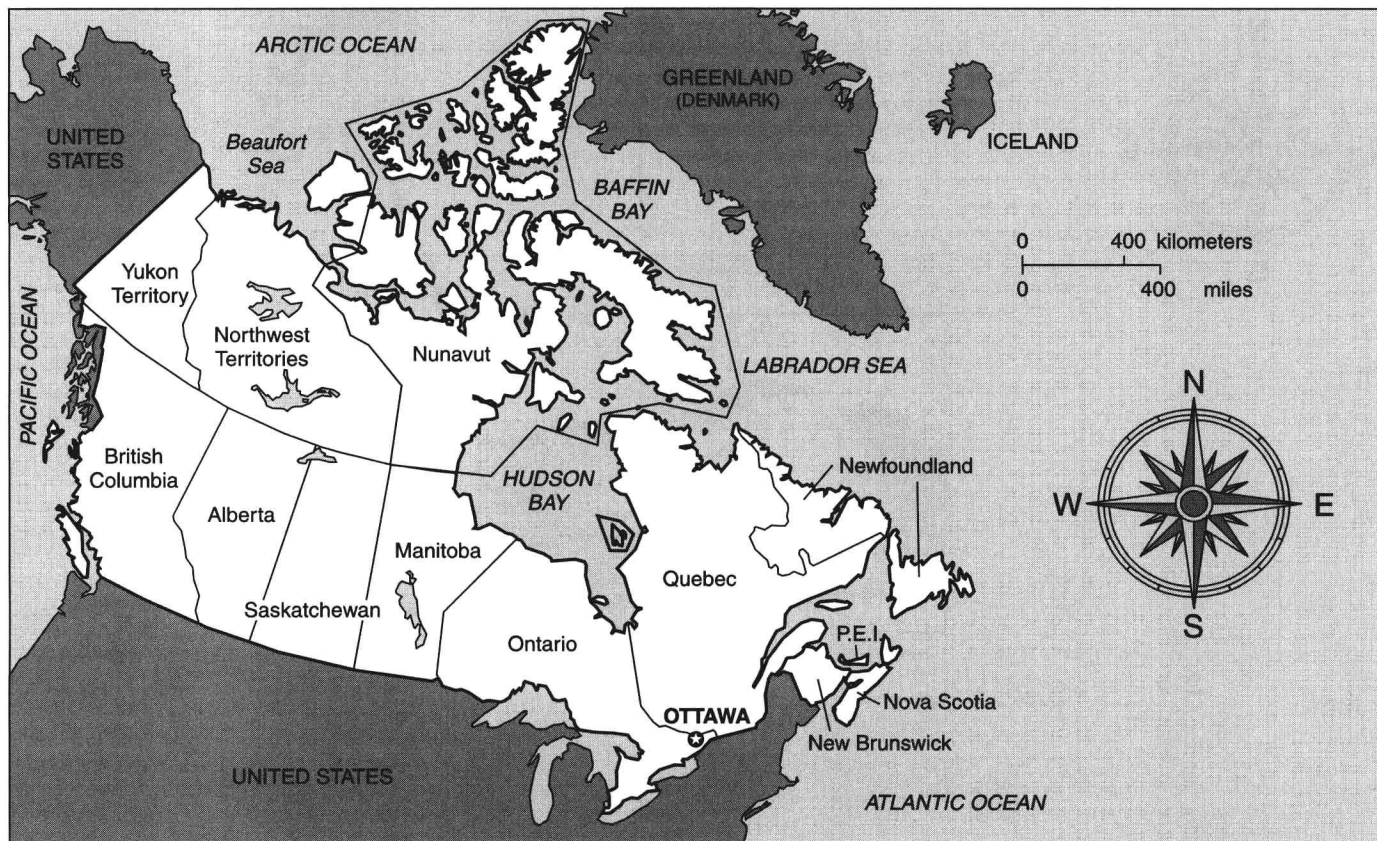 ARCTIC OCEAN
GREENLAND
(DENMARK)
ICELAND
UNITED
STATES
Beaufort
Sea
BAFFIN
BAY
0 400 kilometers
0 400 miles
Yukon
Territory
Northwest
Territories
Nunavut
PACIFIC OCEAN
LABRADOR SEA
N
W
E
S
British
Columbia
Alberta
HUDSON
BAY
Newfoundland
Manitoba
Quebec
Saskatchewan
Ontario
P.E.I.
Nova Scotia
OTTAWA
New Brunswick
UNITED STATES
ATLANTIC OCEAN